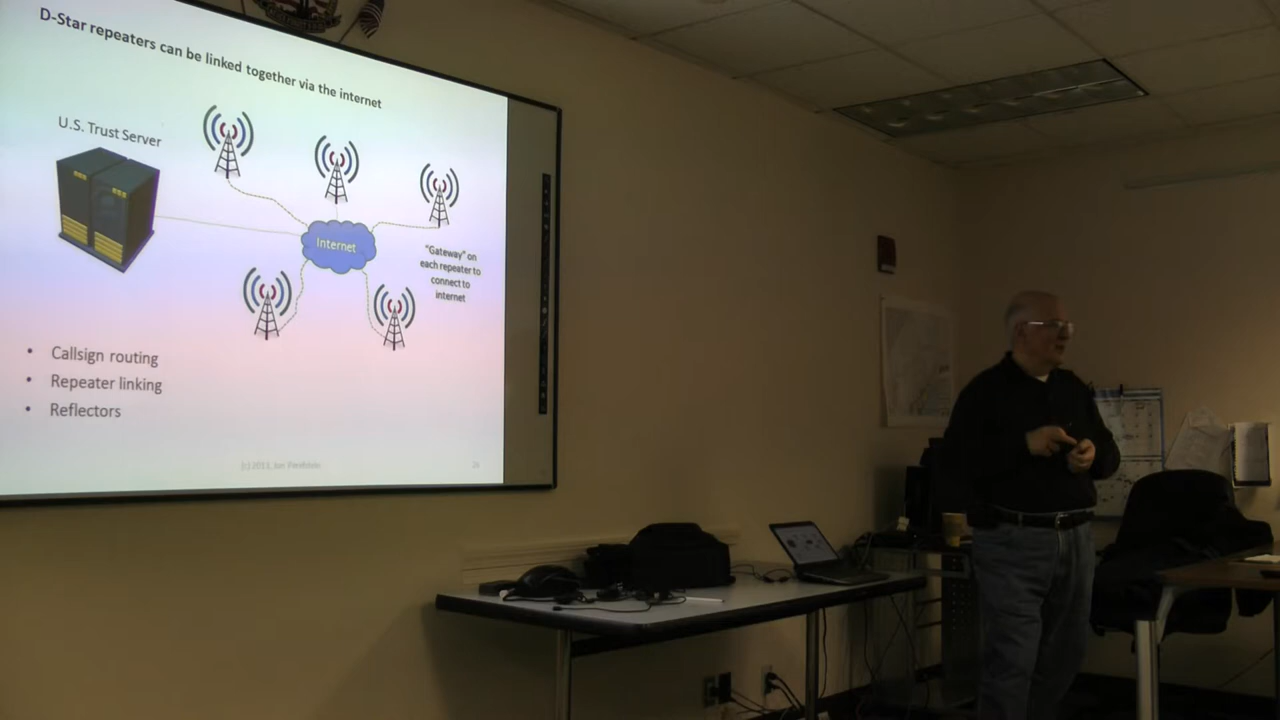 D-Star repeaters can be linked together via the internet
U.S. Trust Server
Internet
"Gateway" on
each repeater to
connect to
internet
• Callsign routing
• Repeater linking
• Reflectors
26